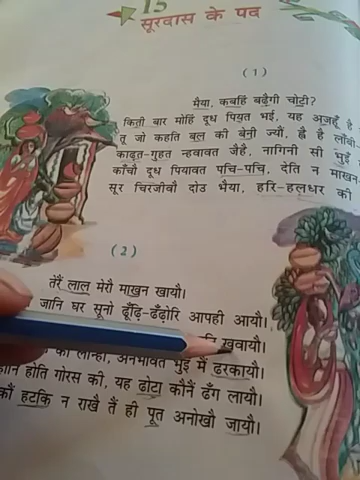 15
सूरदास के पद
(1)
मैया, कबहिं बढ़ैगी चोटी?
किती बार मोहिं दूध पियत भई, यह अजहूँ है
तू जो कहति बल की बेनी ज्यौं, ह्वै है लाँबी-
काढ़त-गुहत न्हवावत जैहै, नागिनी सी भुइँ
काँचौ दूध पियावत पचि-पचि, देति न माखन-
सूर चिरजीवौ दोउ भैया, हरि-हलधर की
(2)
तेरैं लाल मेरौ माखन खायौ।
जानि घर सूनो ढूँढ़ि-ढँढ़ोरि आपही आयौ।
खवायौ।
लीन्हौ, अनभावत भुइँ मैं ढरकायौ।
होति गोरस की, यह ढोटा कौनैं ढँग लायौ।
हटकि न राखै तैं ही पूत अनोखौ जायौ।